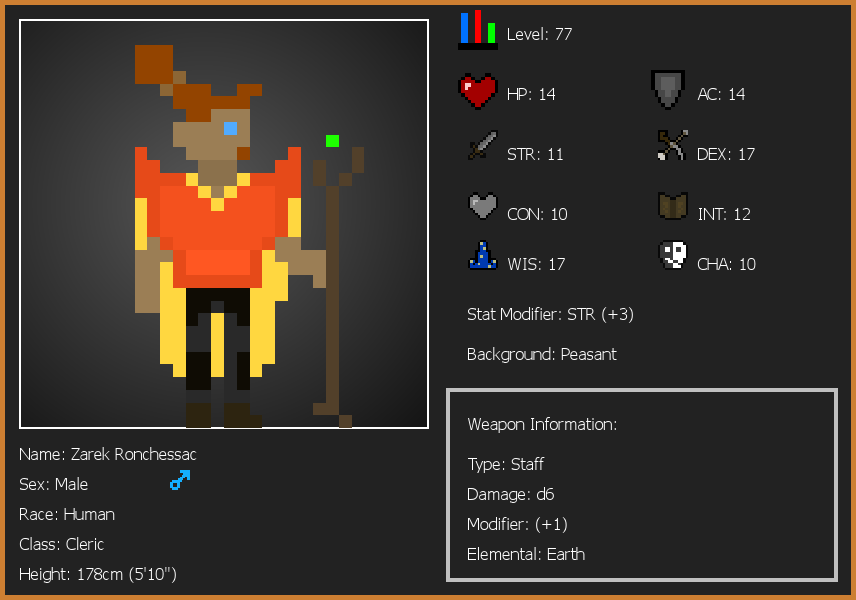 Level: 77
HP: 14
AC: 14
STR: 11
DEX: 17
CON: 10
INT: 12
WIS: 17
CHA: 10
Stat Modifier: STR (+3)
Background: Peasant
Weapon Information:
Type: Staff
Damage: d6
Modifier: (+1)
Elemental: Earth
Name: Zarek Ronchessac
Sex: Male
Race: Human
Class: Cleric
Height: 178cm (5'10")